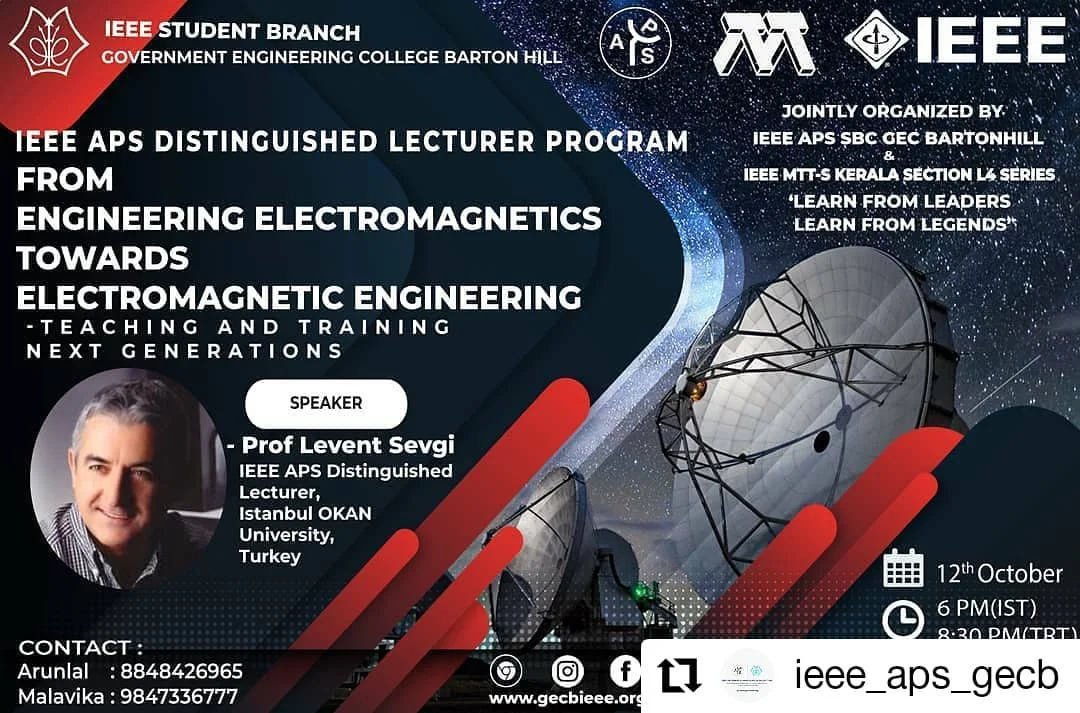 IEEE STUDENT BRANCH
GOVERNMENT ENGINEERING COLLEGE BARTON HILL
A P S
IEEE
JOINTLY ORGANIZED BY
IEEE APS SBC GEC BARTONHILL
&
IEEE MTT-S KERALA SECTION L4 SERIES
‘LEARN FROM LEADERS
LEARN FROM LEGENDS”
IEEE APS DISTINGUISHED LECTURER PROGRAM
FROM
ENGINEERING ELECTROMAGNETICS
TOWARDS
ELECTROMAGNETIC ENGINEERING
-TEACHING AND TRAINING
NEXT GENERATIONS
SPEAKER
- Prof Levent Sevgi
IEEE APS Distinguished
Lecturer,
Istanbul OKAN
University,
Turkey
12th October
6 PM(IST)
8:30 PM(TRT)
CONTACT :
Arunlal : 8848426965
Malavika : 9847336777
www.gecbieee.org
ieee_aps_gecb